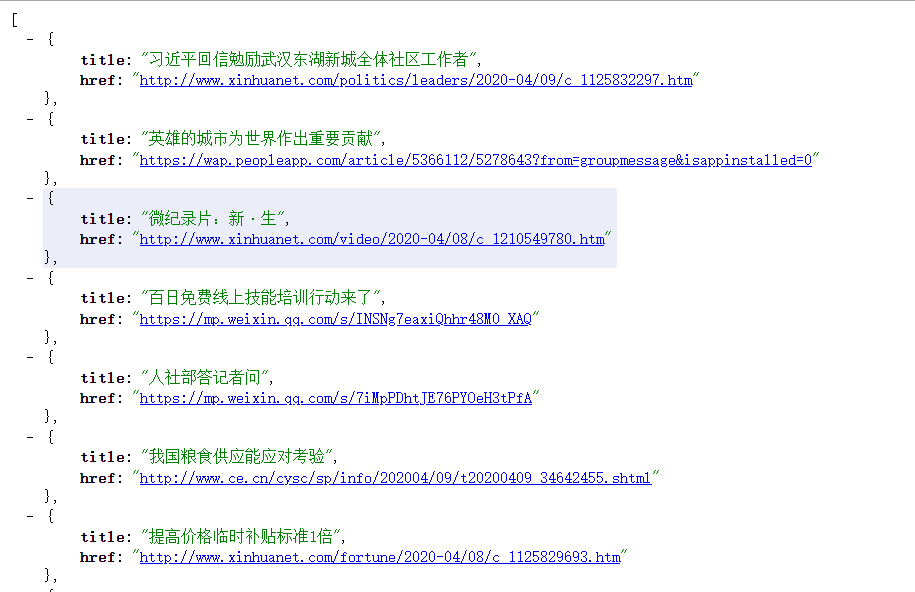 [
- {
title: "习近平回信勉励武汉东湖新城全体社区工作者",
href: "http://www.xinhuanet.com/politics/leaders/2020-04/09/c_1125832297.htm"
},
- {
title: "英雄的城市为世界作出重要贡献",
href: "https://wap.peopleapp.com/article/5366112/5278643?from=groupmessage&isappinstalled=0"
},
- {
title: "微纪录片：新·生",
href: "http://www.xinhuanet.com/video/2020-04/08/c_1210549780.htm"
},
- {
title: "百日免费线上技能培训行动来了",
href: "https://mp.weixin.qq.com/s/INSNg7eaxiQhhr48M0_XAQ"
},
- {
title: "人社部答记者问",
href: "https://mp.weixin.qq.com/s/7iMpPDhtJE76PYOeH3tPfA"
},
- {
title: "我国粮食供应能应对考验",
href: "http://www.ce.cn/cysc/sp/info/202004/09/t20200409_34642455.shtml"
},
- {
title: "提高价格临时补贴标准1倍",
href: "http://www.xinhuanet.com/fortune/2020-04/08/c_1125829693.htm"
},